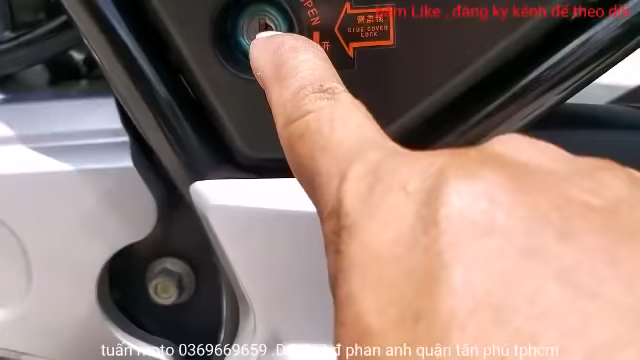 Like , đăng ký kênh để theo dõi
OPEN
开
侧盖锁
SIDE COVER
LOCK
tuấn moto 0369669659 . đ phan anh quận tân phú tphcm